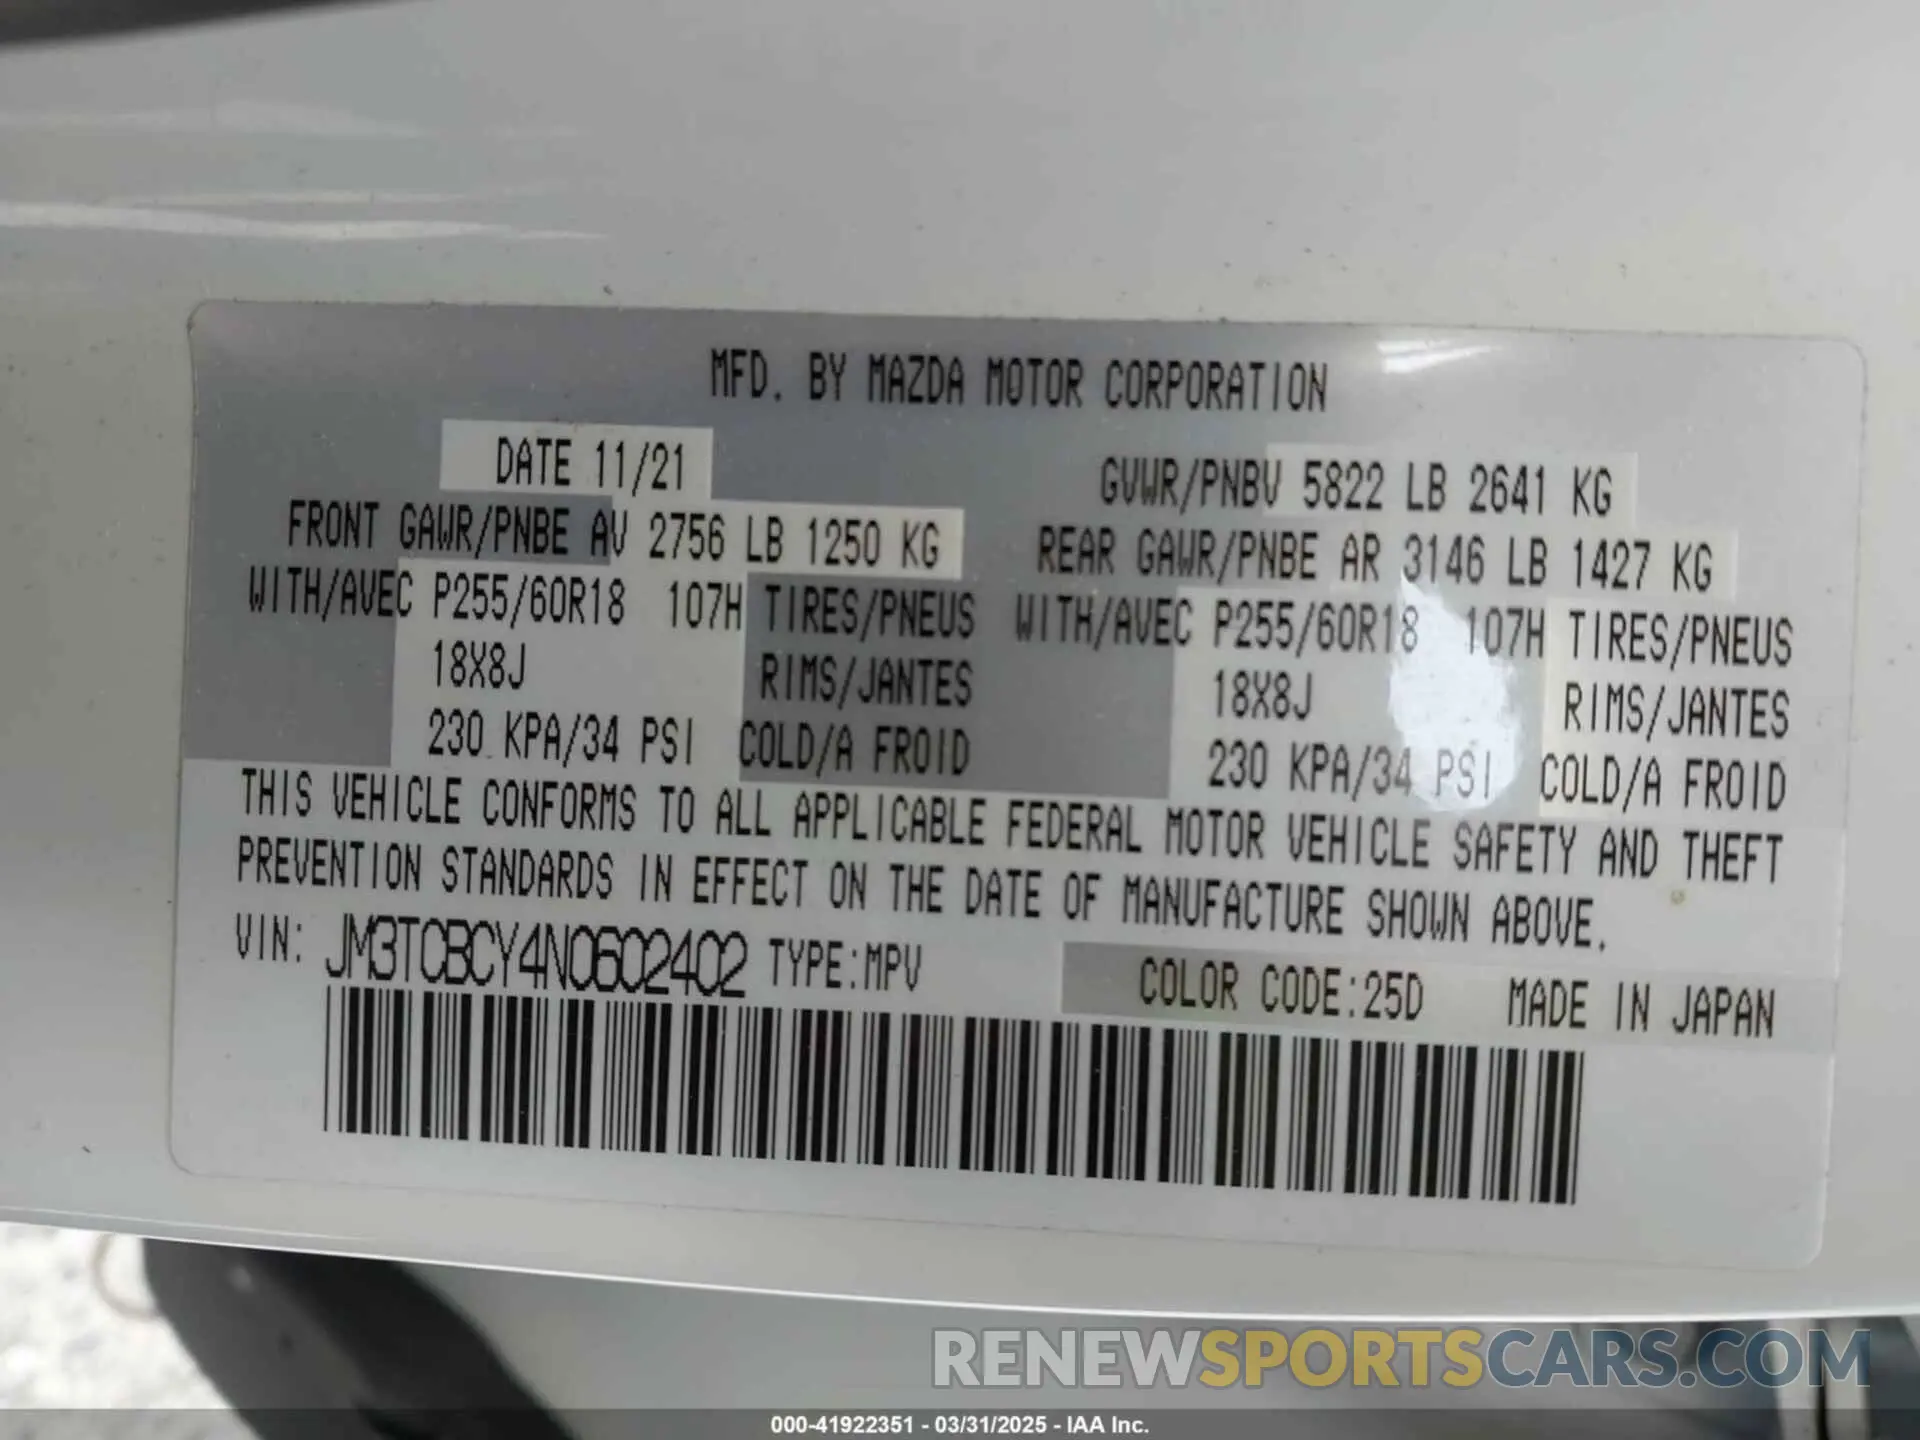 MFD. BY MAZDA MOTOR CORPORATION
DATE 11/21 GVWR/PNBV 5822 LB 2641 KG
FRONT GAWR/PNBE AV 2756 LB 1250 KG REAR GAWR/PNBE AR 3146 LB 1427 KG
WITH/AVEC P255/60R18 107H TIRES/PNEUS WITH/AVEC P255/60R18 107H TIRES/PNEUS
18X8J RIMS/JANTES 18X8J RIMS/JANTES
230 KPA/34 PSI COLD/A FROID 230 KPA/34 PSI COLD/A FROID
THIS VEHICLE CONFORMS TO ALL APPLICABLE FEDERAL MOTOR VEHICLE SAFETY AND THEFT
PREVENTION STANDARDS IN EFFECT ON THE DATE OF MANUFACTURE SHOWN ABOVE.
VIN: JM3TCBCY4N0602402 TYPE:MPV COLOR CODE:25D MADE IN JAPAN
RENEWSPORTSCARS.COM
000-41922351 - 03/31/2025 - IAA Inc.